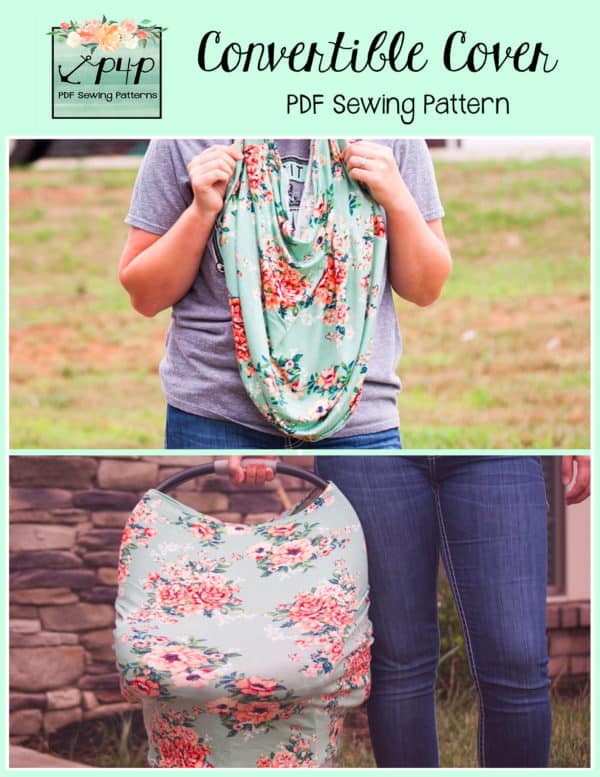 P4P
PDF Sewing Patterns
Convertible Cover
PDF Sewing Pattern